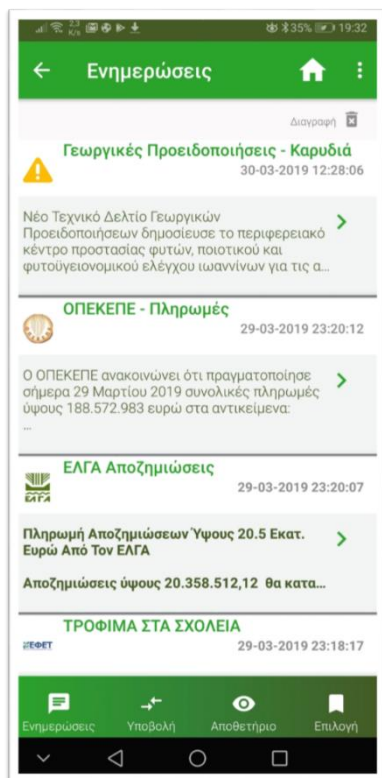 2,3
K/s
35% 19:32
Ενημερώσεις
Διαγραφή
Γεωργικές Προειδοποιήσεις - Καρυδιά
30-03-2019 12:28:06
Νέο Τεχνικό Δελτίο Γεωργικών
Προειδοποιήσεων δημοσίευσε το περιφερειακό
κέντρο προστασίας φυτών, ποιοτικού και
φυτοϋγειονομικού ελέγχου ιωαννίνων για τις α...
ΟΠΕΚΕΠΕ - Πληρωμές
29-03-2019 23:20:12
Ο ΟΠΕΚΕΠΕ ανακοινώνει ότι πραγματοποίησε
σήμερα 29 Μαρτίου 2019 συνολικές πληρωμές
ύψους 188.572.983 ευρώ στα αντικείμενα:
...
ΕΛΓΑ Αποζημιώσεις
29-03-2019 23:20:07
ΕΛΓΑ
Πληρωμή Αποζημιώσεων Ύψους 20.5 Εκατ.
Ευρώ Από Τον ΕΛΓΑ
Αποζημιώσεις ύψους 20.358.512,12 θα κατα...
ΤΡΟΦΙΜΑ ΣΤΑ ΣΧΟΛΕΙΑ
ΕΦΕΤ 29-03-2019 23:18:17
Ενημερώσεις Υποβολή Αποθετήριο Επιλογή